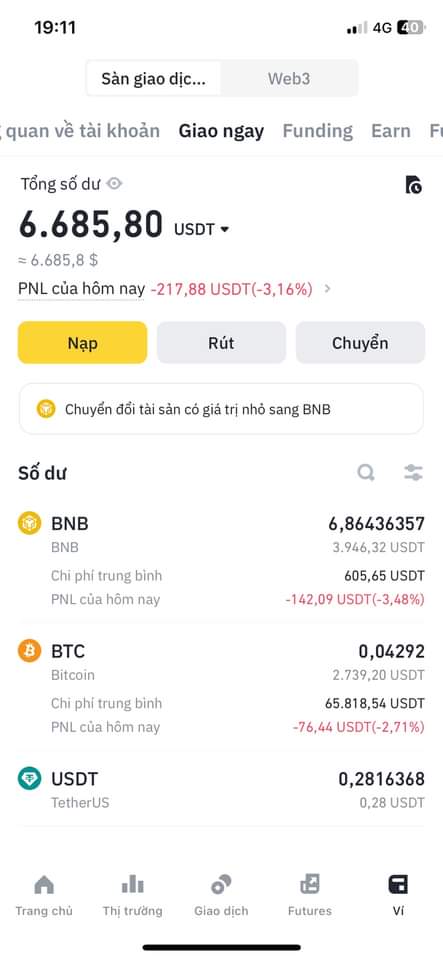 19:11
4G 40
Sàn giao dịc... Web3
quan về tài khoản Giao ngay Funding Earn
Tổng số dư
6.685,80 USDT
≈ 6.685,8 $
PNL của hôm nay -217,88 USDT(-3,16%)
Nạp Rút Chuyển
Chuyển đổi tài sản có giá trị nhỏ sang BNB
Số dư
BNB 6,86436357
BNB 3.946,32 USDT
Chi phí trung bình 605,65 USDT
PNL của hôm nay -142,09 USDT(-3,48%)
BTC 0,04292
Bitcoin 2.739,20 USDT
Chi phí trung bình 65.818,54 USDT
PNL của hôm nay -76,44 USDT(-2,71%)
USDT 0,2816368
TetherUS 0,28 USDT
Trang chủ Thị trường Giao dịch Futures Ví